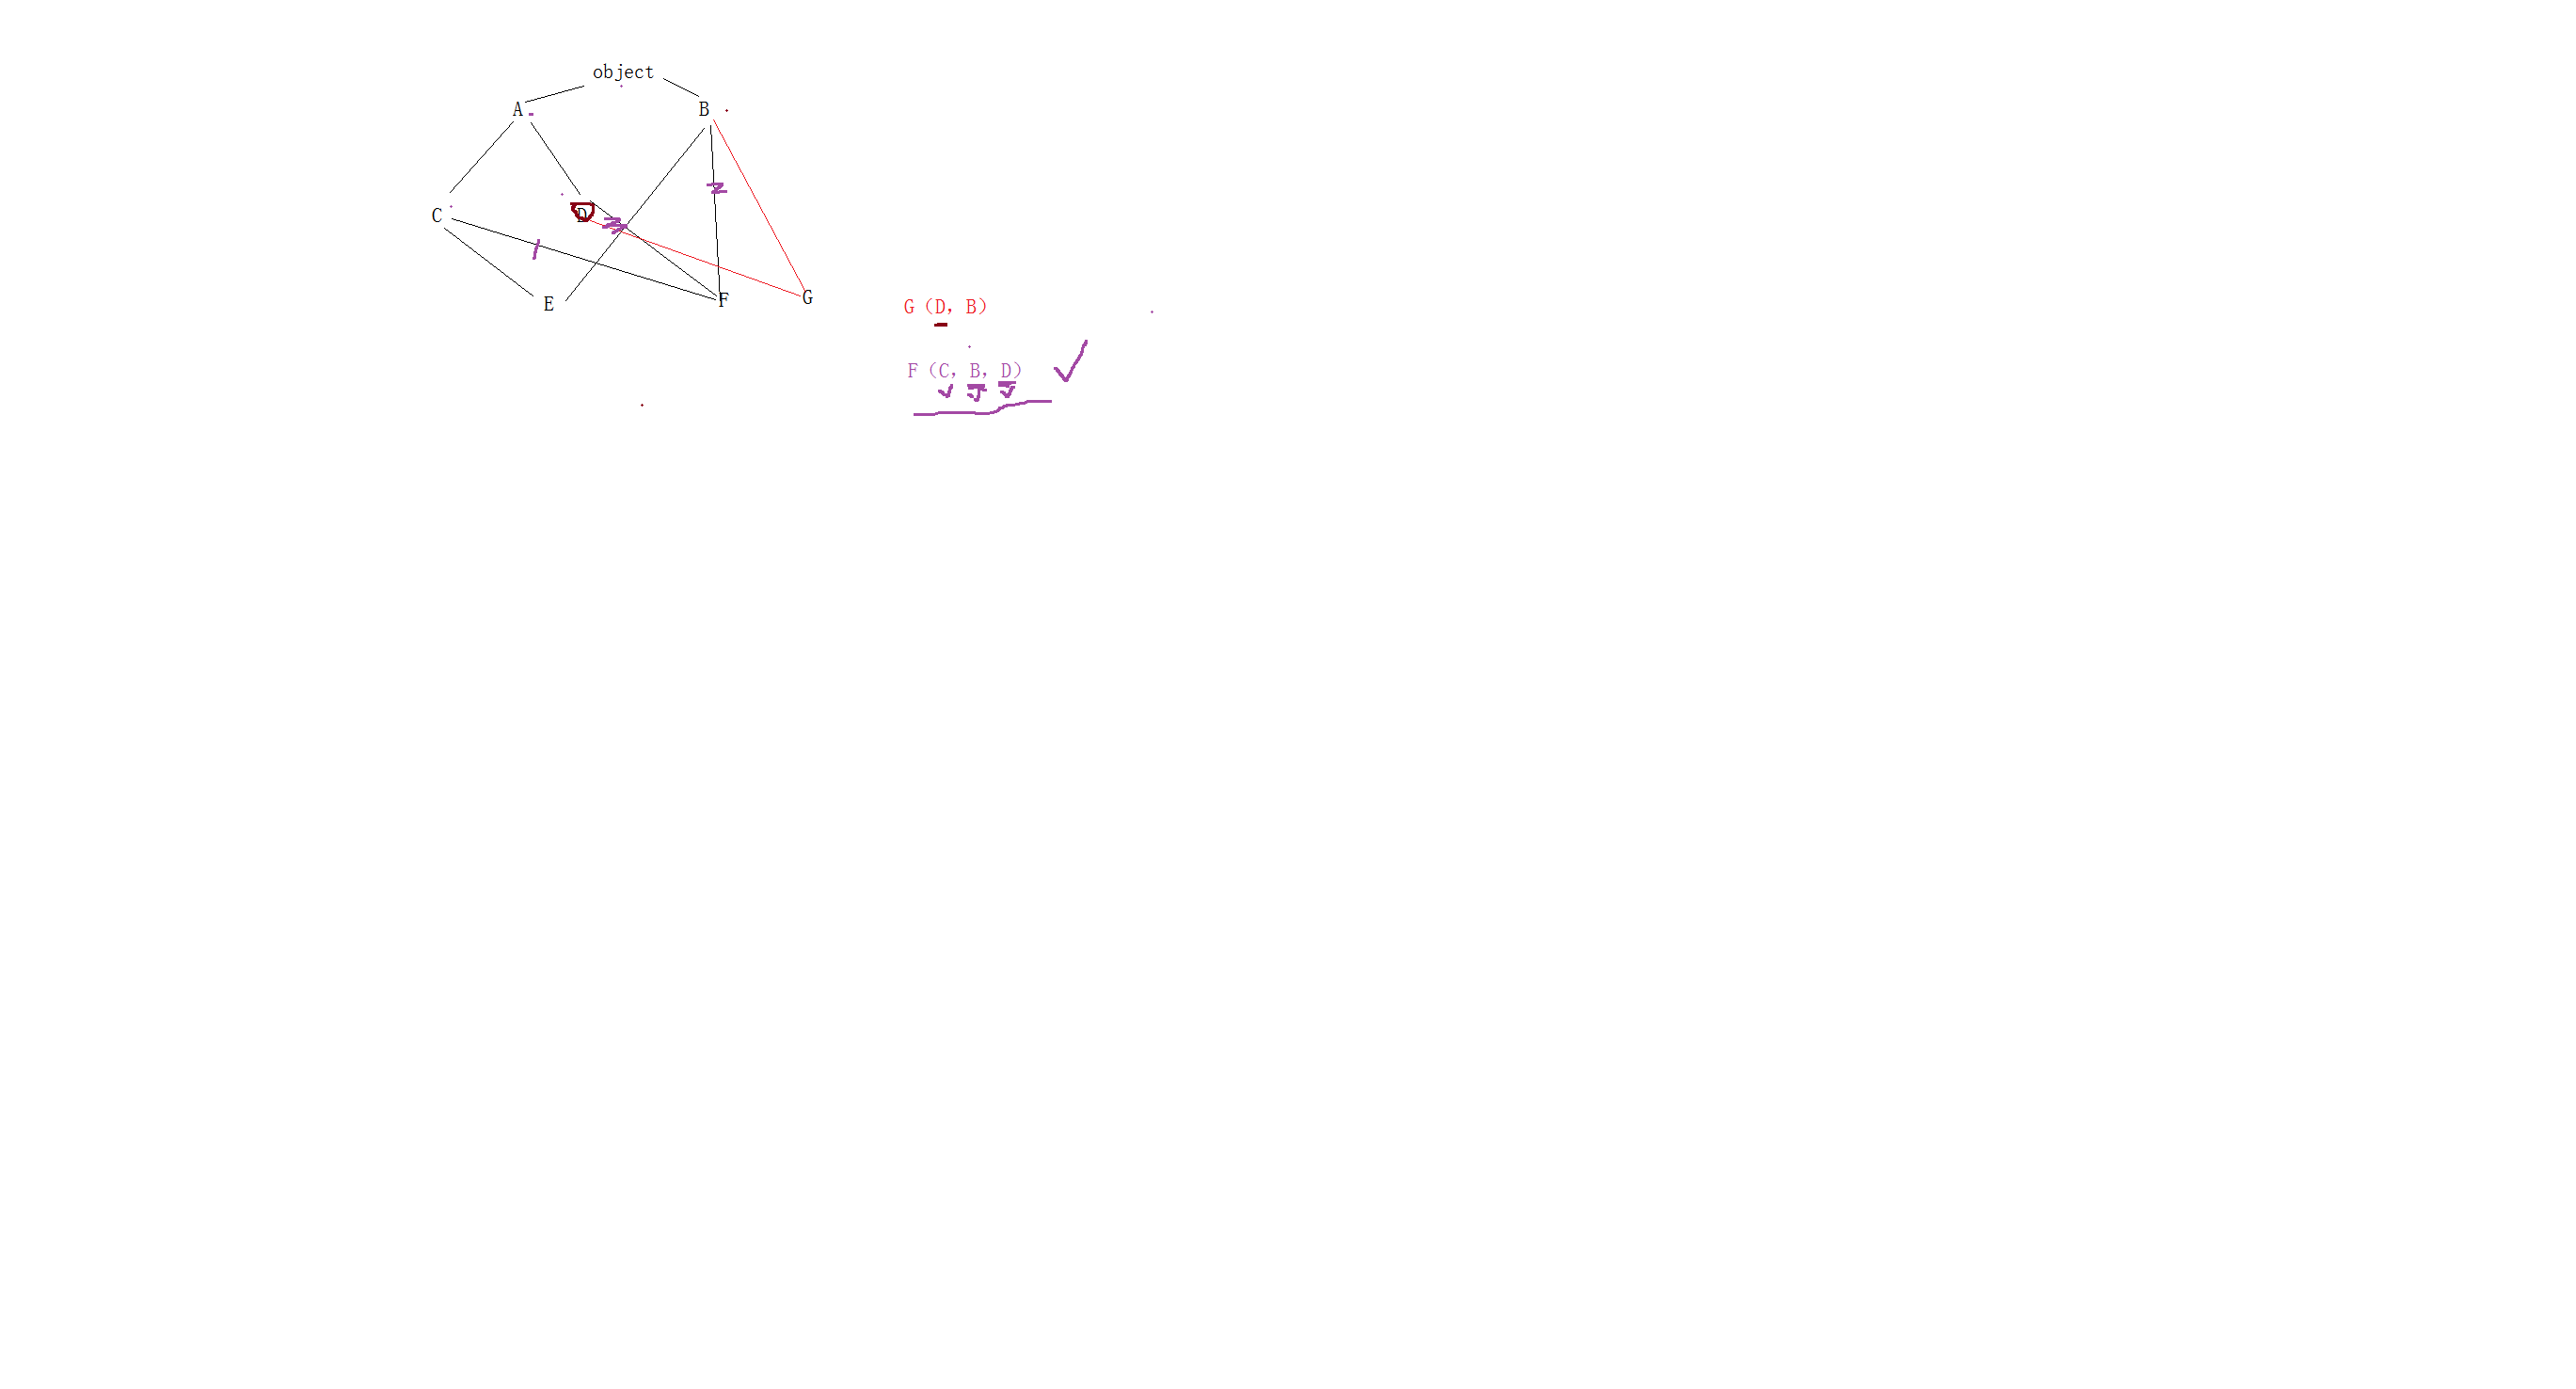 object
A B
C D
E F G
G (D, B)
F (C, B, D)